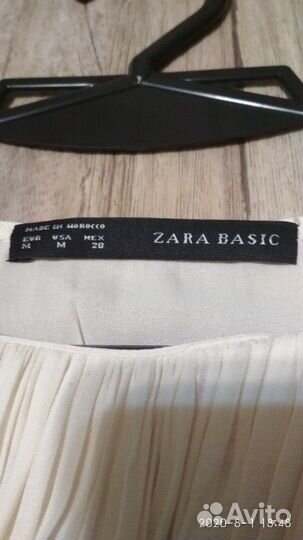 MADE IN MOROCCO
EUR USA MEX
M M 28
ZARA BASIC
2020-8-1 18:48
Avito